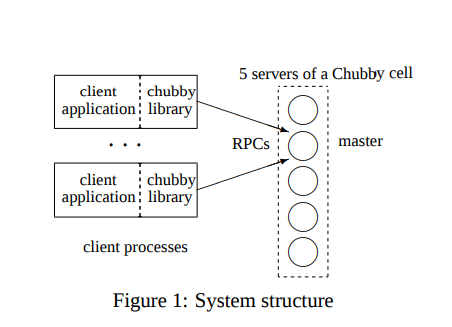 5 servers of a Chubby cell
client
application
chubby
library
. . .
RPCs
master
client
application
chubby
library
client processes
Figure 1: System structure